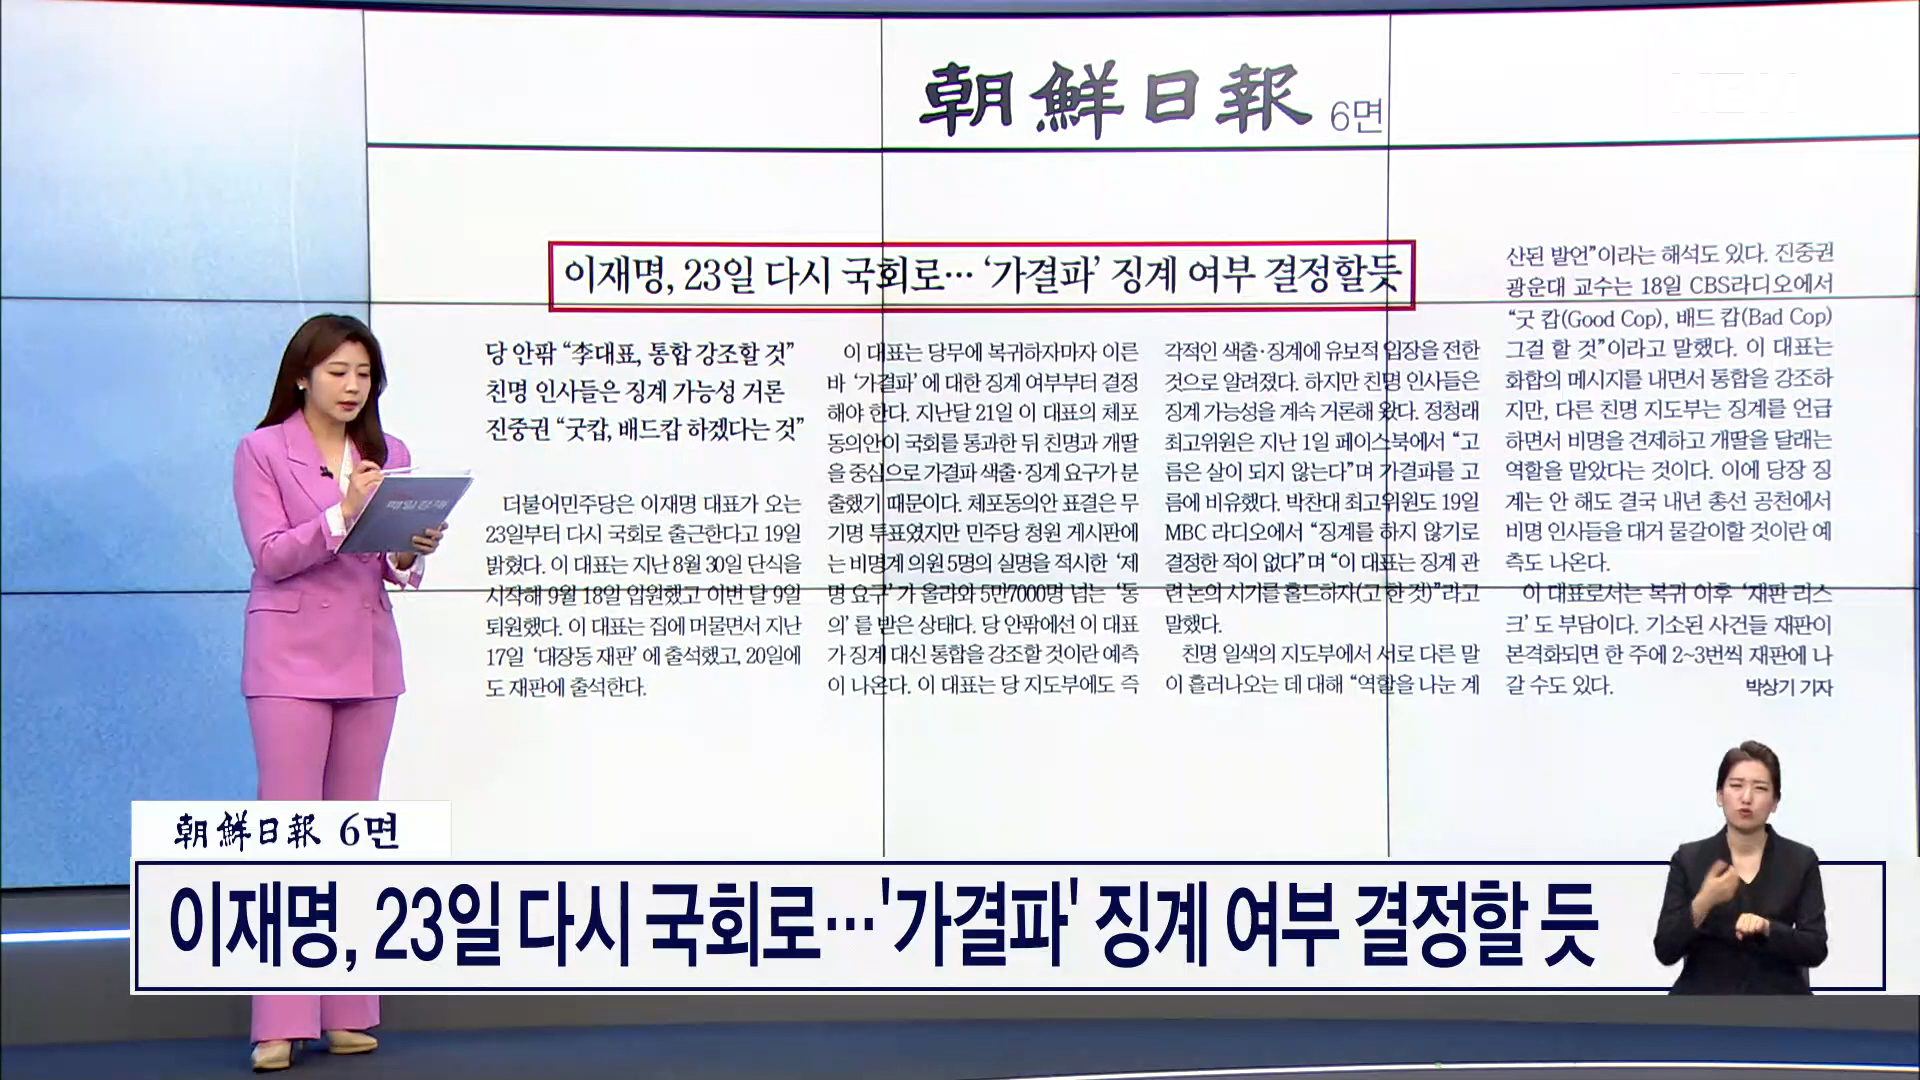 朝鮮日報 6면
이재명, 23일 다시 국회로… ‘가결파’ 징계 여부 결정할듯
당 안팎 “李대표, 통합 강조할 것”
친명 인사들은 징계 가능성 거론
진중권 “굿캅, 배드캅 하겠다는 것”
더불어민주당은 이재명 대표가 오는
23일부터 다시 국회로 출근한다고 19일
밝혔다. 이 대표는 지난 8월 30일 단식을
시작해 9월 18일 입원했고 이번 달 9일
퇴원했다. 이 대표는 집에 머물면서 지난
17일 ‘대장동 재판’에 출석했고, 20일에
도 재판에 출석한다.
이 대표는 당무에 복귀하자마자 이른
바 ‘가결파’에 대한 징계 여부부터 결정
해야 한다. 지난달 21일 이 대표의 체포
동의안이 국회를 통과한 뒤 친명과 개딸
을 중심으로 가결파 색출·징계 요구가 분
출했기 때문이다. 체포동의안 표결은 무
기명 투표였지만 민주당 청원 게시판에
는 비명계 의원 5명의 실명을 적시한 ‘제
명 요구’가 올라와 5만7000명 넘는 ‘동
의’를 받은 상태다. 당 안팎에선 이 대표
가 징계 대신 통합을 강조할 것이란 예측
이 나온다. 이 대표는 당 지도부에도 즉
각적인 색출·징계에 유보적 입장을 전한
것으로 알려졌다. 하지만 친명 인사들은
징계 가능성을 계속 거론해 왔다. 정청래
최고위원은 지난 1일 페이스북에서 “고
름은 살이 되지 않는다”며 가결파를 고
름에 비유했다. 박찬대 최고위원도 19일
MBC 라디오에서 “징계를 하지 않기로
결정한 적이 없다”며 “이 대표는 징계 관
련 논의 시기를 홀드하자(고 한 것)”라고
말했다.
친명 일색의 지도부에서 서로 다른 말
이 흘러나오는 데 대해 “역할을 나눈 계
산된 발언”이라는 해석도 있다. 진중권
광운대 교수는 18일 CBS라디오에서
“굿 캅(Good Cop), 배드 캅(Bad Cop)
그걸 할 것”이라고 말했다. 이 대표는
화합의 메시지를 내면서 통합을 강조하
지만, 다른 친명 지도부는 징계를 언급
하면서 비명을 견제하고 개딸을 달래는
역할을 맡았다는 것이다. 이에 당장 징
계는 안 해도 결국 내년 총선 공천에서
비명 인사들을 대거 물갈이할 것이란 예
측도 나온다.
이 대표로서는 복귀 이후 ‘재판 리스
크’도 부담이다. 기소된 사건들 재판이
본격화되면 한 주에 2~3번씩 재판에 나
갈 수도 있다. 박상기 기자
매일경제
朝鮮日報 6면
이재명, 23일 다시 국회로…'가결파' 징계 여부 결정할 듯